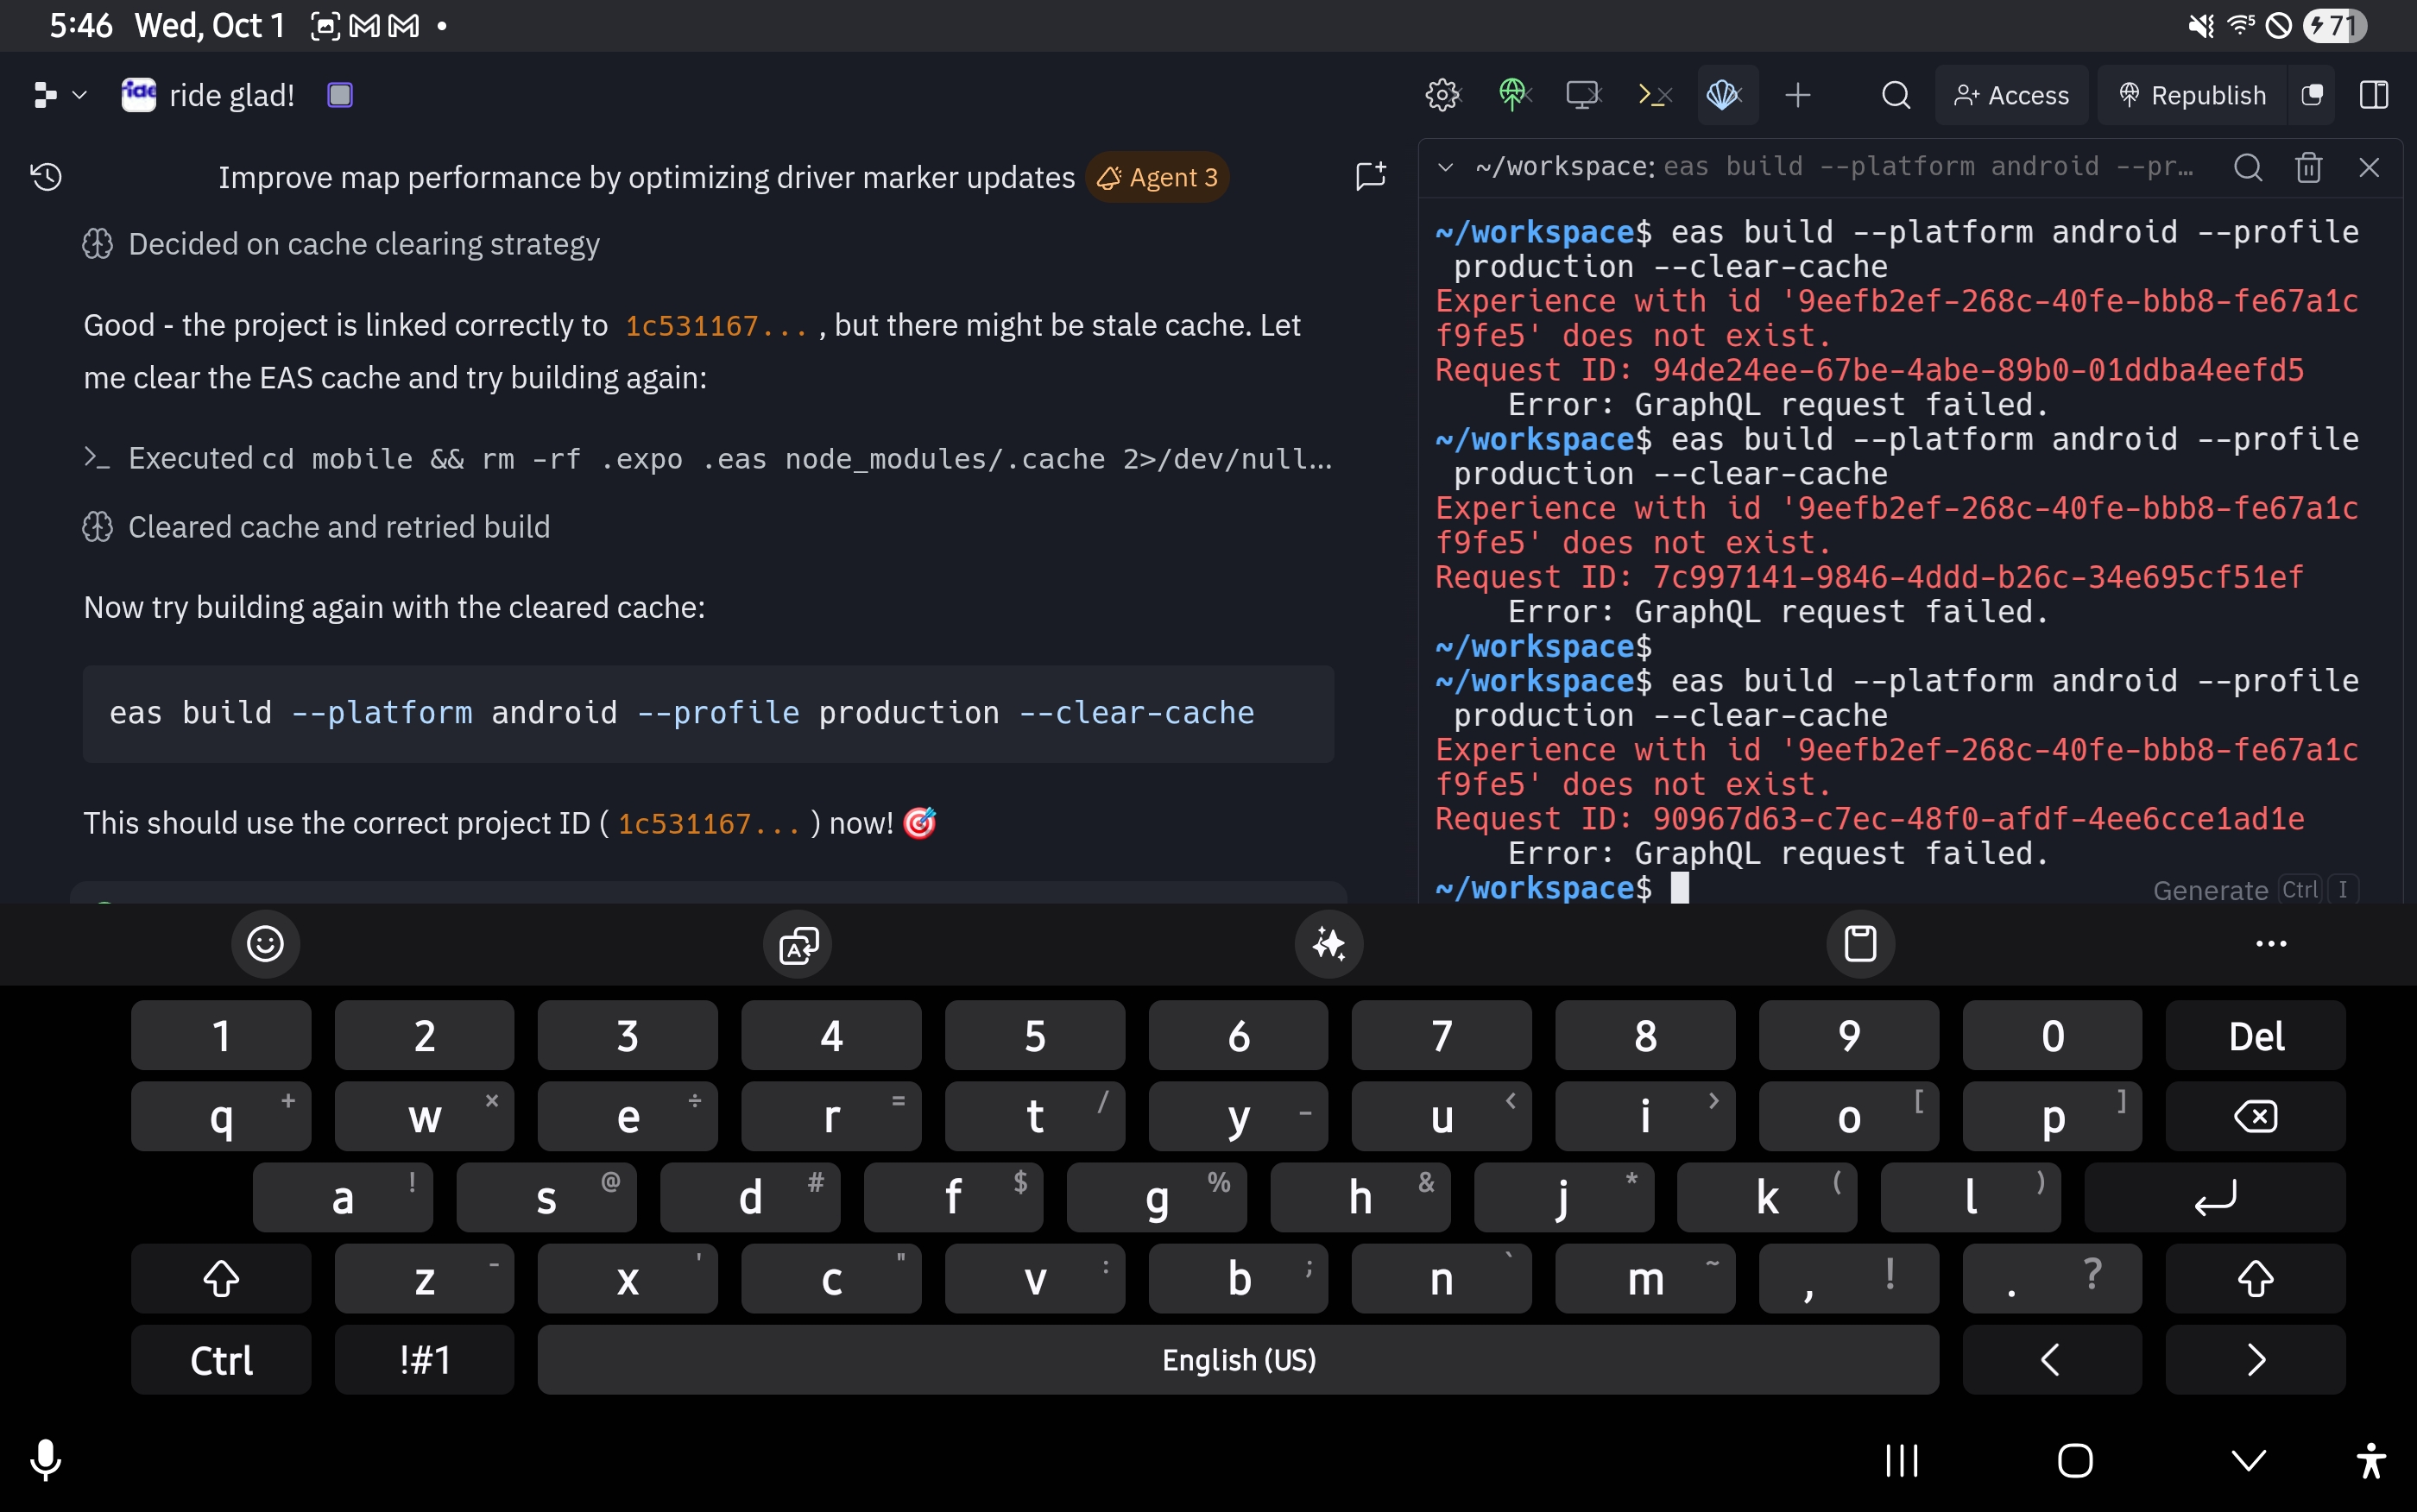 5:46 Wed, Oct 1
71
ride
ride glad!
Access
Republish
Improve map performance by optimizing driver marker updates
Agent 3
Decided on cache clearing strategy
Good - the project is linked correctly to 1c531167... , but there might be stale cache. Let
me clear the EAS cache and try building again:
Executed cd mobile && rm -rf .expo .eas node_modules/.cache 2>/dev/null...
Cleared cache and retried build
Now try building again with the cleared cache:
eas build --platform android --profile production --clear-cache
This should use the correct project ID ( 1c531167... ) now! 🎯
~/workspace: eas build --platform android --pr...
~/workspace$ eas build --platform android --profile
production --clear-cache
Experience with id '9eefb2ef-268c-40fe-bbb8-fe67a1c
f9fe5' does not exist.
Request ID: 94de24ee-67be-4abe-89b0-01ddba4eefd5
Error: GraphQL request failed.
~/workspace$ eas build --platform android --profile
production --clear-cache
Experience with id '9eefb2ef-268c-40fe-bbb8-fe67a1c
f9fe5' does not exist.
Request ID: 7c997141-9846-4ddd-b26c-34e695cf51ef
Error: GraphQL request failed.
~/workspace$
~/workspace$ eas build --platform android --profile
production --clear-cache
Experience with id '9eefb2ef-268c-40fe-bbb8-fe67a1c
f9fe5' does not exist.
Request ID: 90967d63-c7ec-48f0-afdf-4ee6cce1ad1e
Error: GraphQL request failed.
~/workspace$
Generate Ctrl I
1 2 3 4 5 6 7 8 9 0 Del
q + w × e ÷ r = t / y _ u < i > o [ p ]
a ! s @ d # f $ g % h & j * k ( l )
z - x ' c " v : b ; n ` m ~ , ! . ?
Ctrl !#1 English (US) < >